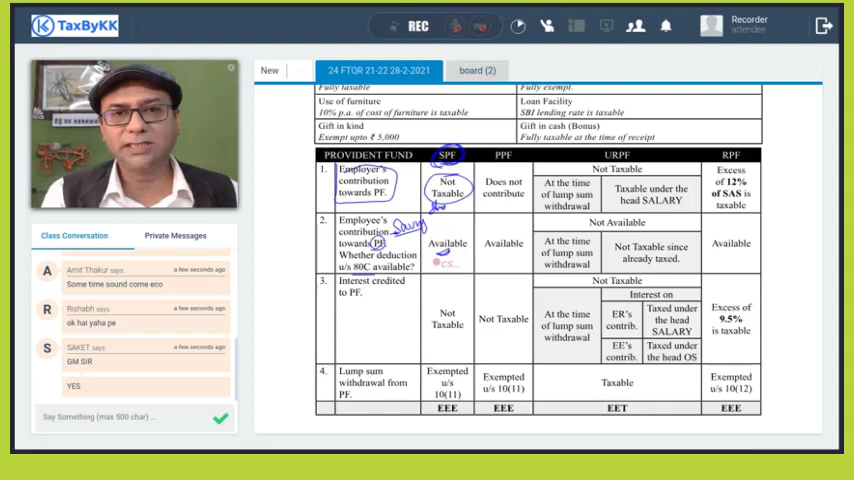 TaxByKK
REC
Recorder
attendee
New
24 FTQR 21-22 28-2-2021
board (2)
Class Conversation
Private Messages
A
Amit Thakur says...
a few seconds ago
Some time sound come eco
R
Rishabh says...
a few seconds ago
ok hai yaha pe
S
SAKET says...
a few seconds ago
GM SIR
YES
Say Something (max 500 char) ...
Fully taxable
Fully exempt.
Use of furniture
10% p.a. of cost of furniture is taxable
Loan Facility
SBI lending rate is taxable
Gift in kind
Exempt upto ₹ 5,000
Gift in cash (Bonus)
Fully taxable at the time of receipt
PROVIDENT FUND
SPF
PPF
URPF
RPF
1.
Employer's
contribution
towards PF.
Not
Taxable
Does not
contribute
Not Taxable
At the time
of lump sum
withdrawal
Taxable under the
head SALARY
Excess
of 12%
of SAS is
taxable
2.
Employee's
contribution
towards PF.
Whether deduction
u/s 80C available?
Available
Available
Not Available
At the time
of lump sum
withdrawal
Not Taxable since
already taxed.
Available
3.
Interest credited
to PF.
Not
Taxable
Not Taxable
Not Taxable
At the time
of lump sum
withdrawal
Interest on
ER's
contrib.
Taxed under
the head
SALARY
EE's
contrib.
Taxed under
the head OS
Excess of
9.5%
is taxable
4.
Lump sum
withdrawal from
PF.
Exempted
u/s
10(11)
Exempted
u/s 10(11)
Taxable
Exempted
u/s 10(12)
EEE
EEE
EET
EEE